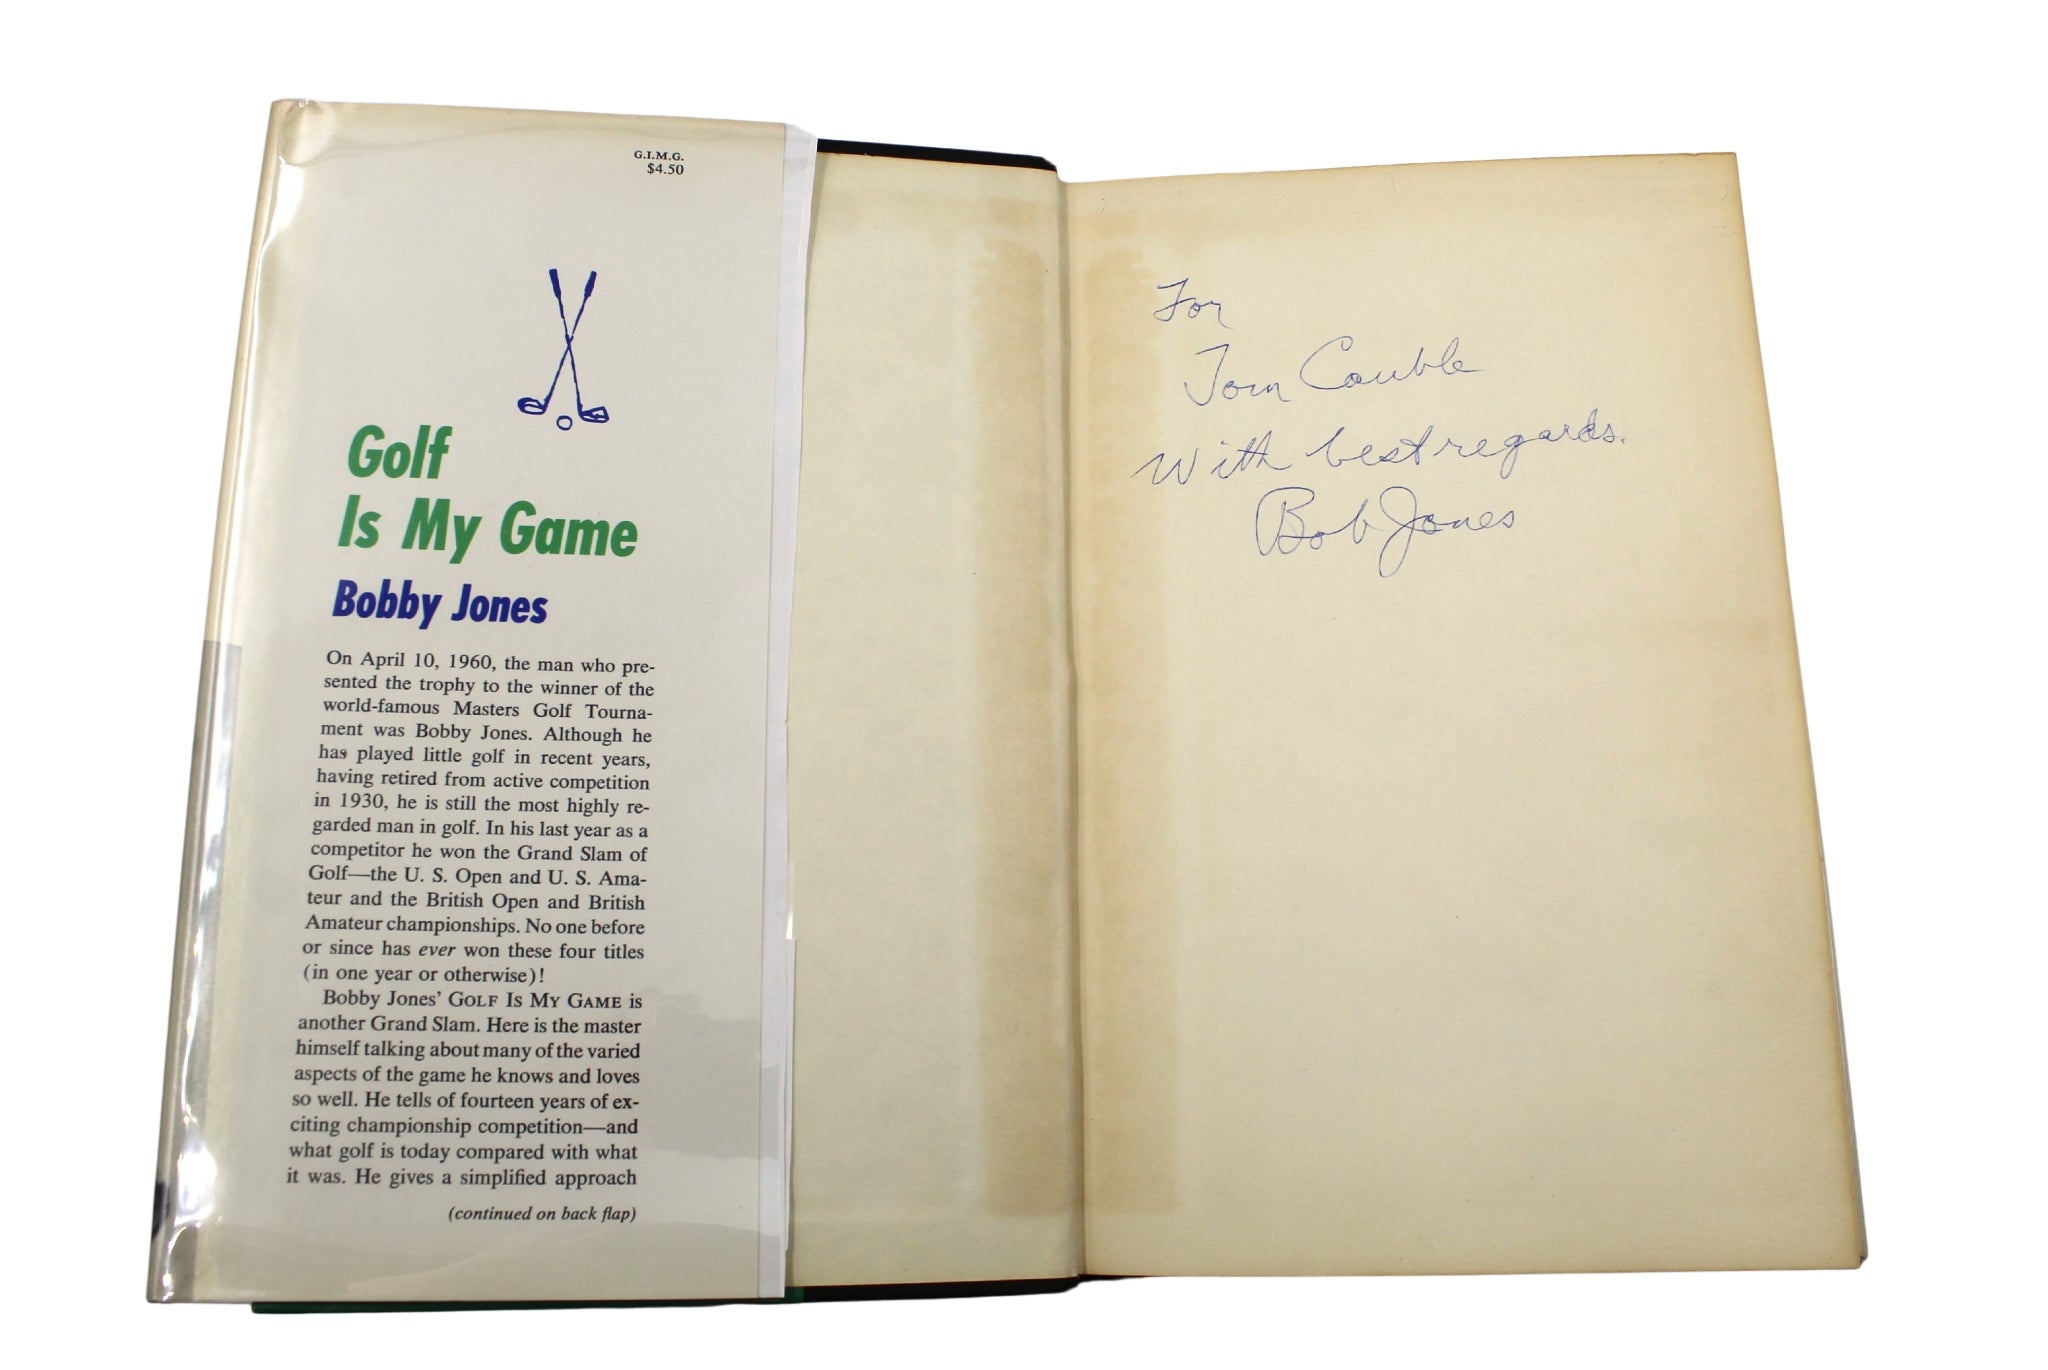 G.I.M.G.
$4.50
Golf
Is My Game
Bobby Jones
On April 10, 1960, the man who pre-
sented the trophy to the winner of the
world-famous Masters Golf Tourna-
ment was Bobby Jones. Although he
has played little golf in recent years,
having retired from active competition
in 1930, he is still the most highly re-
garded man in golf. In his last year as a
competitor he won the Grand Slam of
Golf—the U. S. Open and U. S. Ama-
teur and the British Open and British
Amateur championships. No one before
or since has ever won these four titles
(in one year or otherwise)!
Bobby Jones' GOLF IS MY GAME is
another Grand Slam. Here is the master
himself talking about many of the varied
aspects of the game he knows and loves
so well. He tells of fourteen years of ex-
citing championship competition—and
what golf is today compared with what
it was. He gives a simplified approach
(continued on back flap)
For
Tom Cauble
With best regards.
Bob Jones